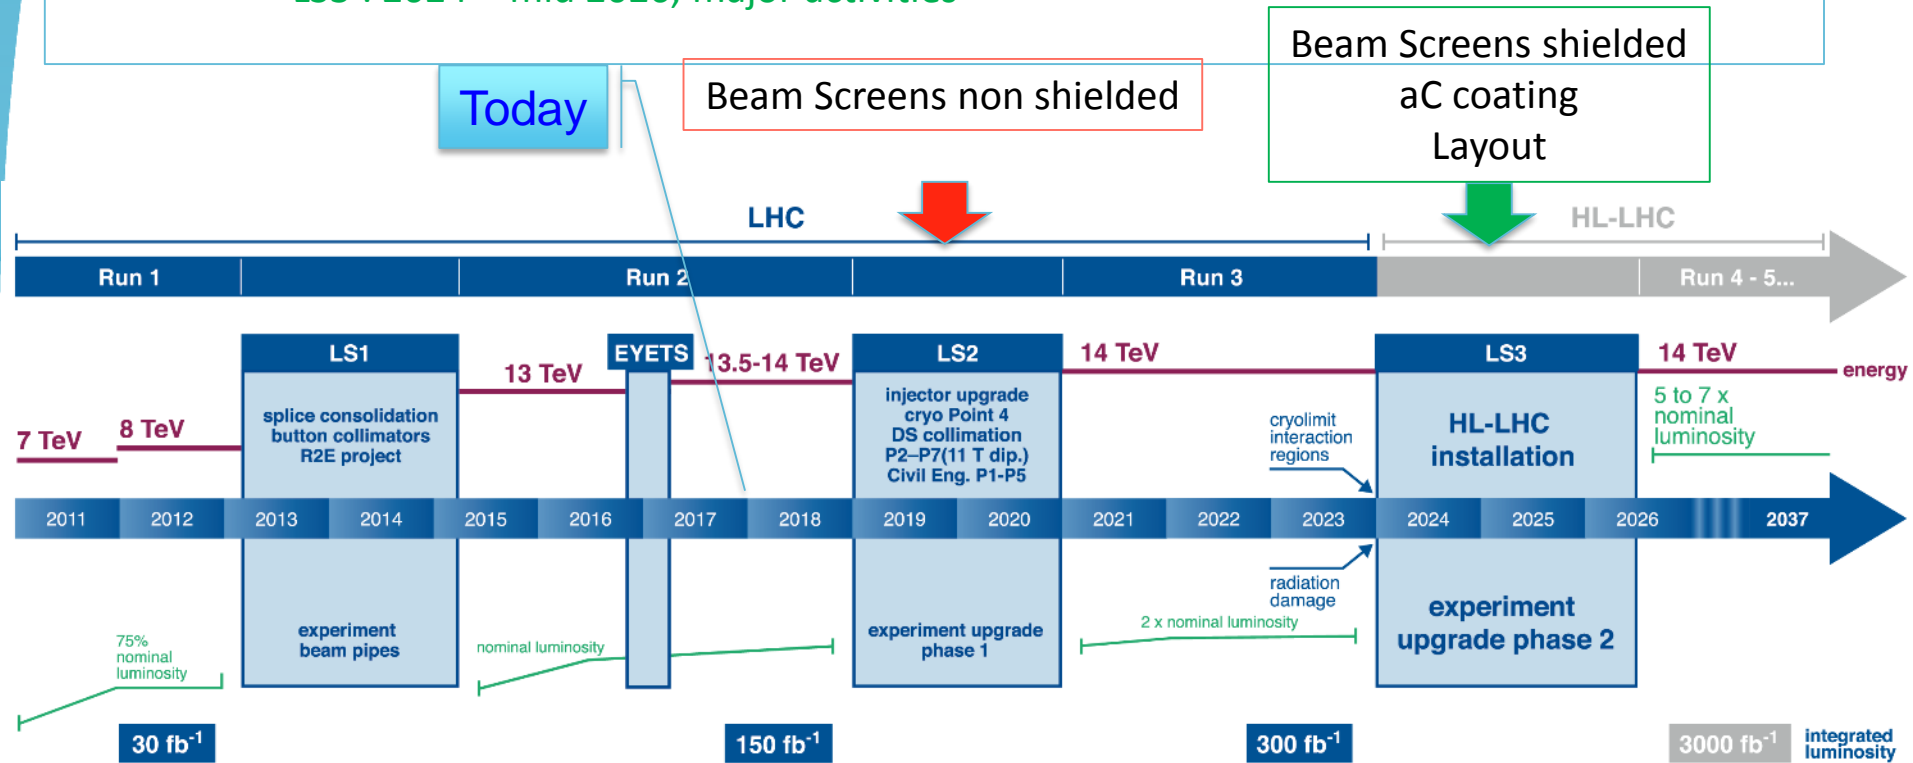 LS3 : 2024 – mid 2026, major activities
Today
Beam Screens non shielded
Beam Screens shielded
aC coating
Layout
LHC
HL-LHC
Run 1
Run 2
Run 3
Run 4 - 5...
LS1
EYETS
LS2
LS3
7 TeV
8 TeV
13 TeV
13.5-14 TeV
14 TeV
14 TeV
energy
splice consolidation
button collimators
R2E project
injector upgrade
cryo Point 4
DS collimation
P2–P7(11 T dip.)
Civil Eng. P1-P5
cryolimit
interaction
regions
HL-LHC
installation
5 to 7 x
nominal
luminosity
2011 2012 2013 2014 2015 2016 2017 2018 2019 2020 2021 2022 2023 2024 2025 2026 2037
75%
nominal
luminosity
experiment
beam pipes
nominal luminosity
experiment upgrade
phase 1
2 x nominal luminosity
radiation
damage
experiment
upgrade phase 2
30 fb⁻¹
150 fb⁻¹
300 fb⁻¹
3000 fb⁻¹
integrated
luminosity